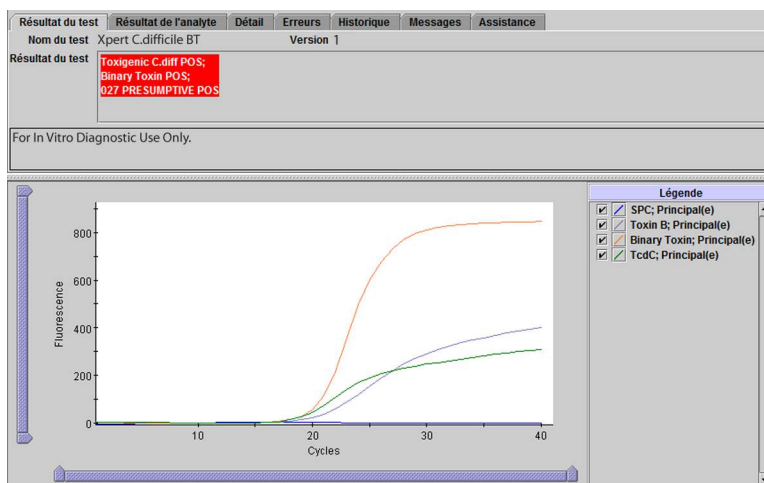 Résultat du test Résultat de l'analyte Détail Erreurs Historique Messages Assistance
Nom du test Xpert C.difficile BT Version 1
Résultat du test Toxigenic C.diff POS;
Binary Toxin POS;
027 PRESUMPTIVE POS
For In Vitro Diagnostic Use Only.
Légende
SPC; Principal(e)
Toxin B; Principal(e)
Binary Toxin; Principal(e)
TcdC; Principal(e)
Fluorescence
800
600
400
200
0
10 20 30 40
Cycles